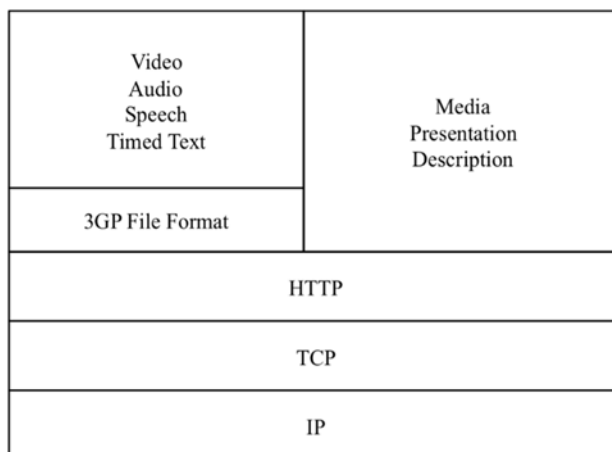 Video
Audio
Speech
Timed Text
3GP File Format
Media
Presentation
Description
HTTP
TCP
IP